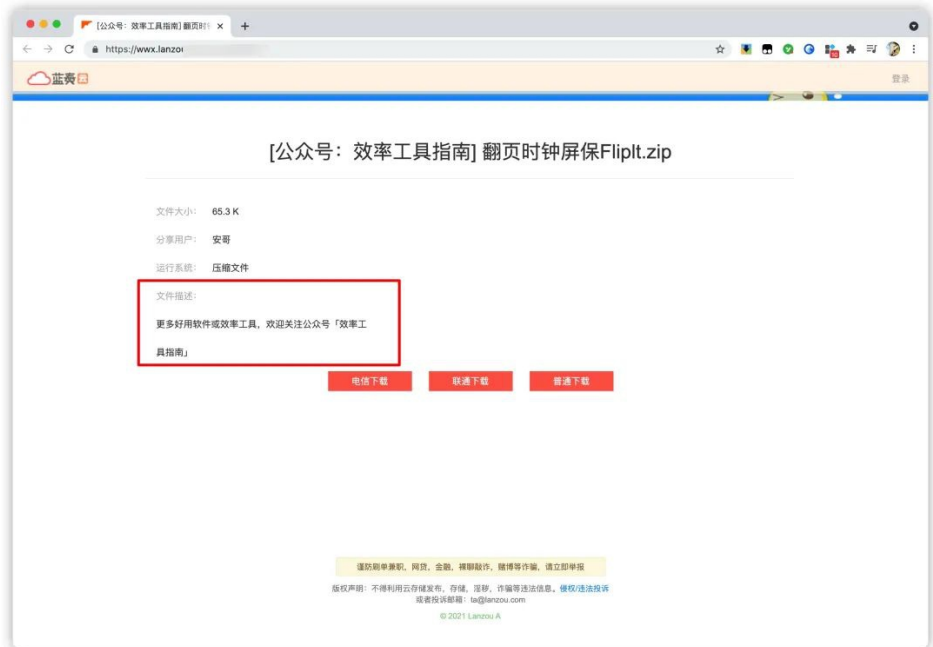 [公众号：效率工具指南] 翻页时
https://wwx.lanzou
蓝奏
登录
[公众号：效率工具指南] 翻页时钟屏保FlipIt.zip
文件大小： 65.3 K
分享用户： 安哥
运行系统： 压缩文件
文件描述：
更多好用软件或效率工具，欢迎关注公众号「效率工
具指南」
电信下载 联通下载 普通下载
谨防刷单兼职，网贷，金融，裸聊敲诈，赌博等诈骗，请立即举报
版权声明：不得利用云存储发布，存储，淫秽，诈骗等违法信息。侵权/违法投诉
或者投诉邮箱：ta@lanzou.com
© 2021 Lanzou A